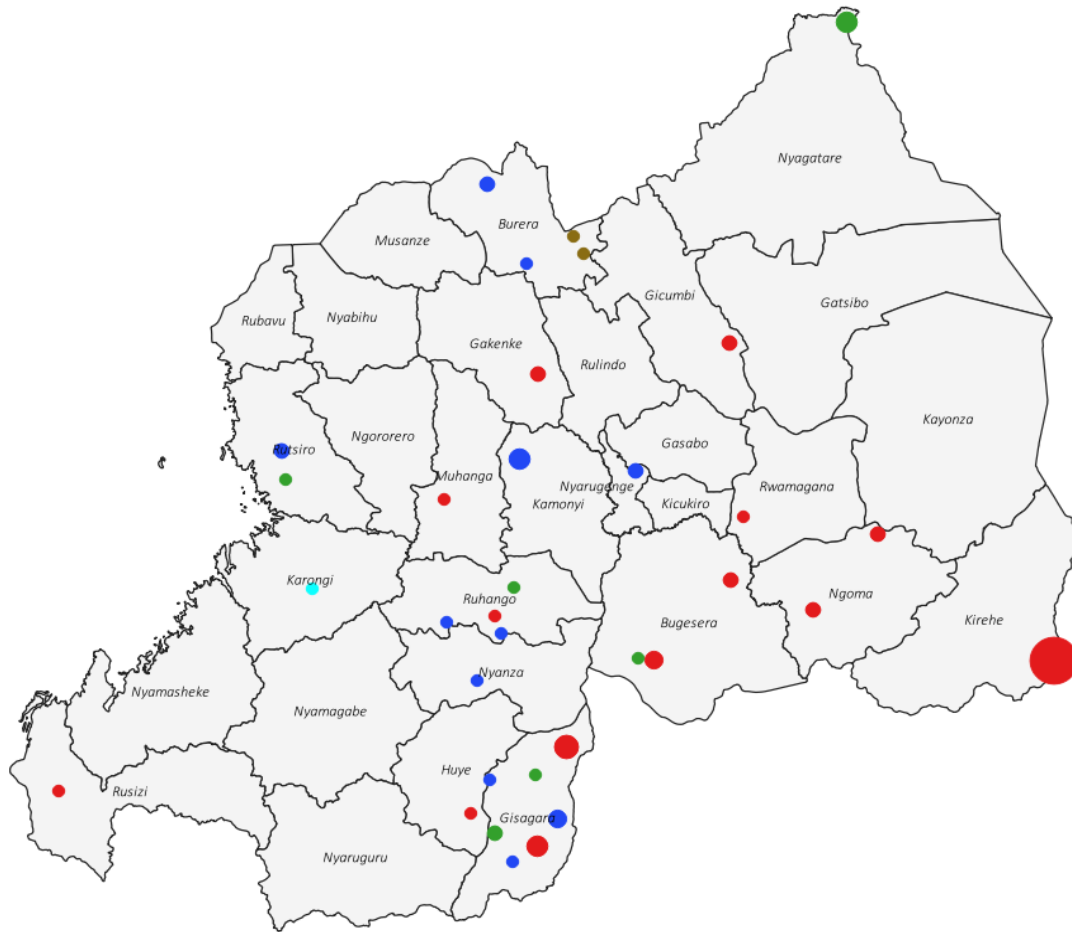 Nyagatare
Burera
Musanze
Gicumbi
Gatsibo
Rubavu
Nyabihu
Gakenke
Rulindo
Kayonza
Ngororero
Gasabo
Rutsiro
Muhanga
Nyarugenge
Rwamagana
Kamonyi
Kicukiro
Karongi
Ruhango
Ngoma
Bugesera
Kirehe
Nyanza
Nyamasheke
Nyamagabe
Huye
Rusizi
Gisagara
Nyaruguru